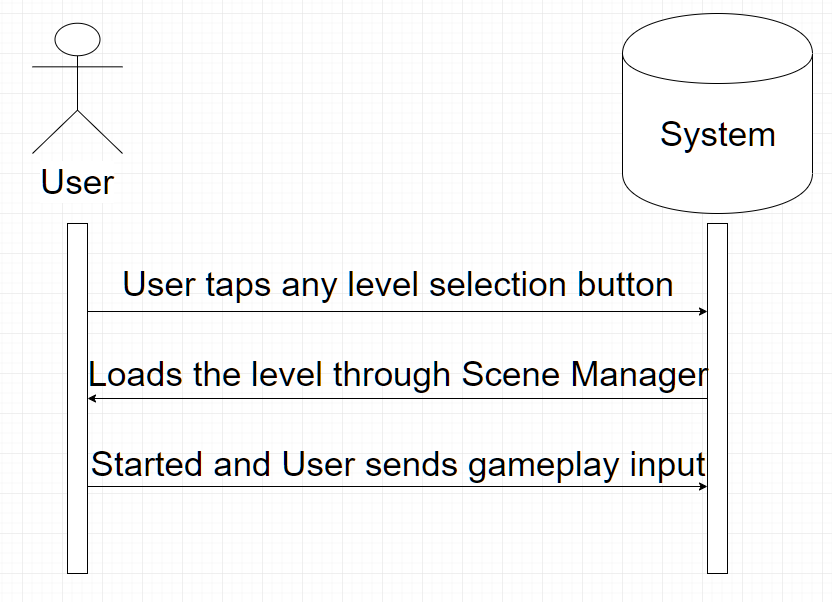 User
System
User taps any level selection button
Loads the level through Scene Manager
Started and User sends gameplay input